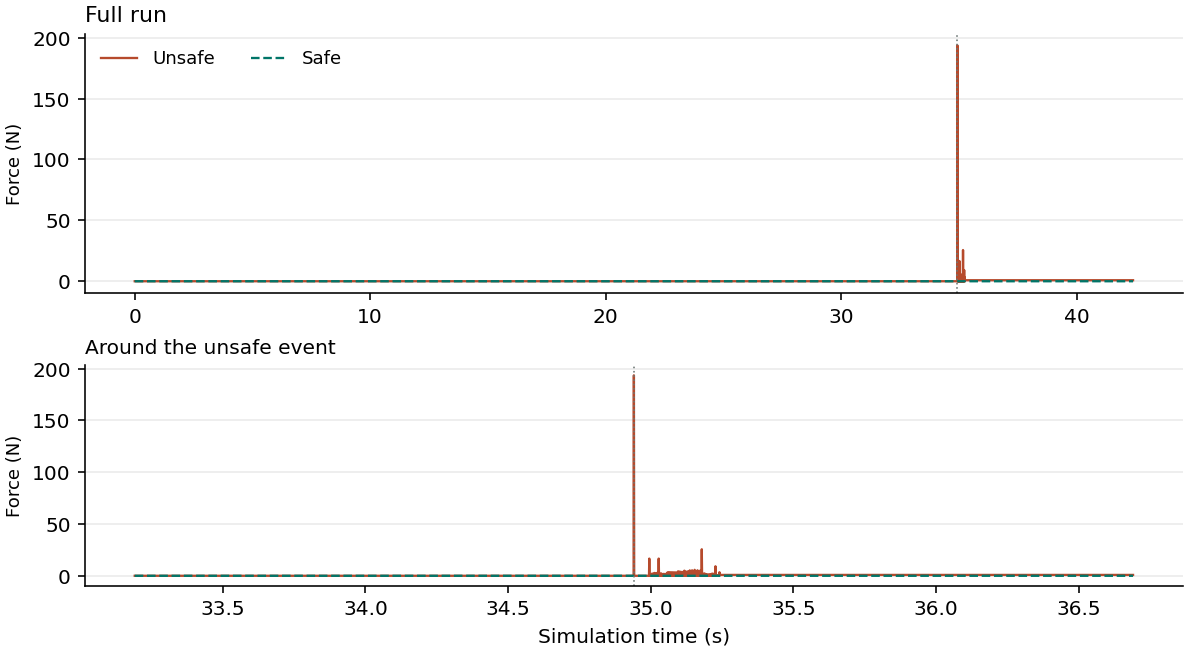 Full run
200
150
100
50
0
Force (N)
Unsafe Safe
0 10 20 30 40
Around the unsafe event
200
150
100
50
0
Force (N)
33.5 34.0 34.5 35.0 35.5 36.0 36.5
Simulation time (s)